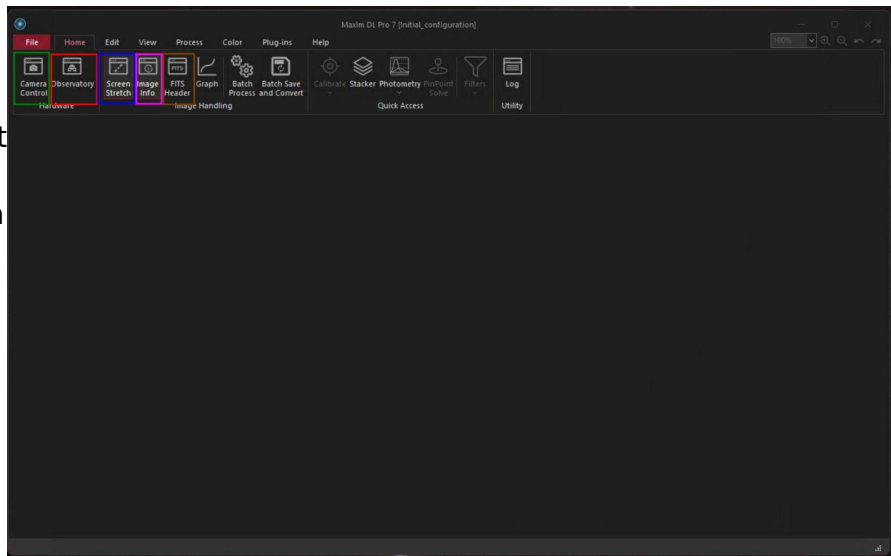 Maxim DL Pro 7 [Initial_configuration]
File Home Edit View Process Color Plug-ins Help 100%
Camera Control Observatory Screen Stretch Image Info FITS Header Graph Batch Process Batch Save and Convert Calibrate Stacker Photometry PinPoint Solve Filters Log
Hardware Image Handling Quick Access Utility